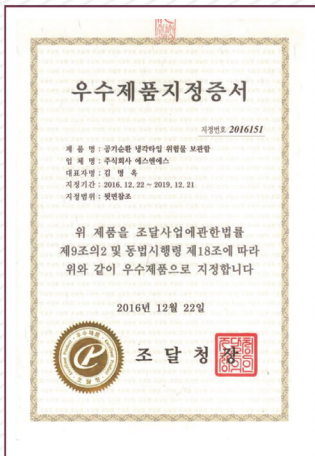 우수제품지정증서
지정번호 2016151
제 품 명 : 공기순환 냉각타입 위험물 보관함
업 체 명 : 주식회사 에스앤에스
대표자명 : 김 명 옥
지정기간 : 2016. 12. 22 ~ 2019. 12. 21
지정범위 : 뒷면참조
위 제품을 조달사업에관한법률
제9조의2 및 동법시행령 제18조에 따라
위와 같이 우수제품으로 지정합니다
2016년 12월 22일
조 달 청 장